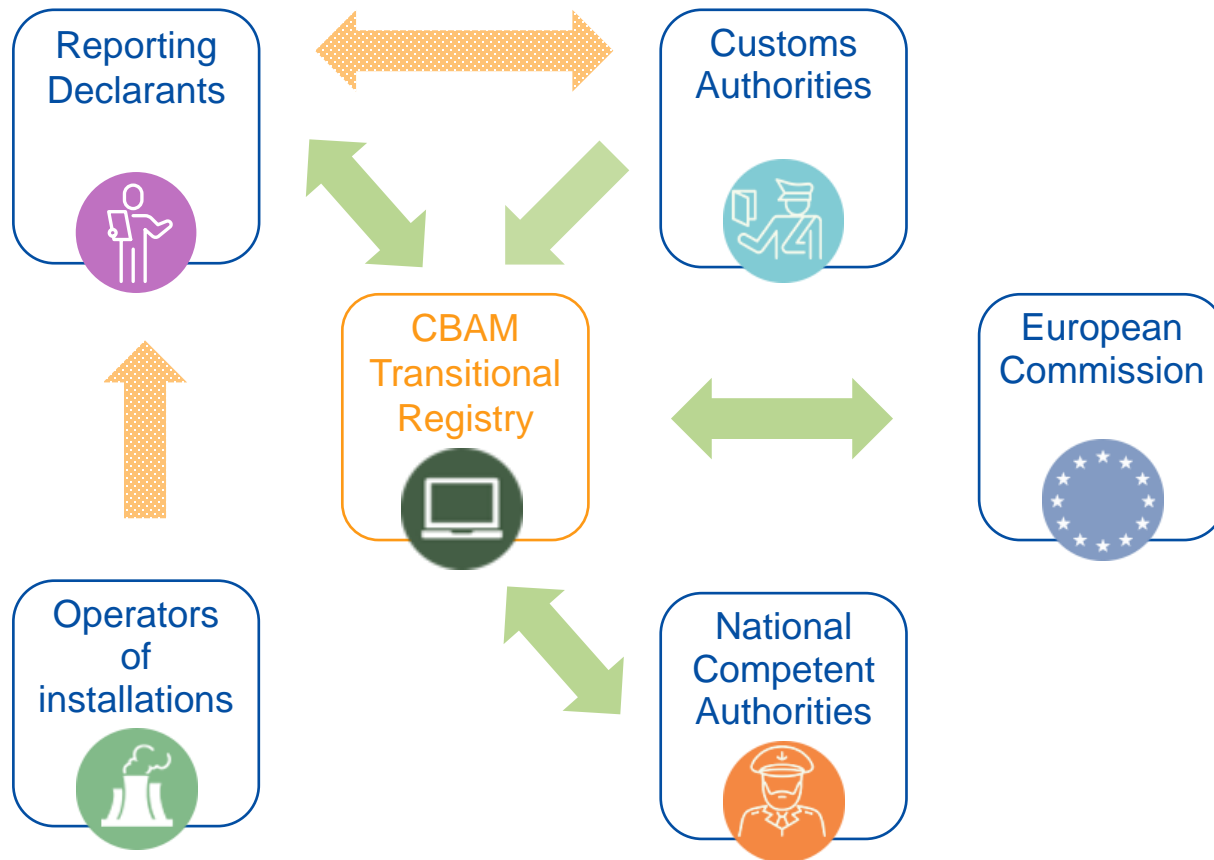 Reporting
Declarants
Customs
Authorities
CBAM
Transitional
Registry
European
Commission
Operators
of
installations
National
Competent
Authorities